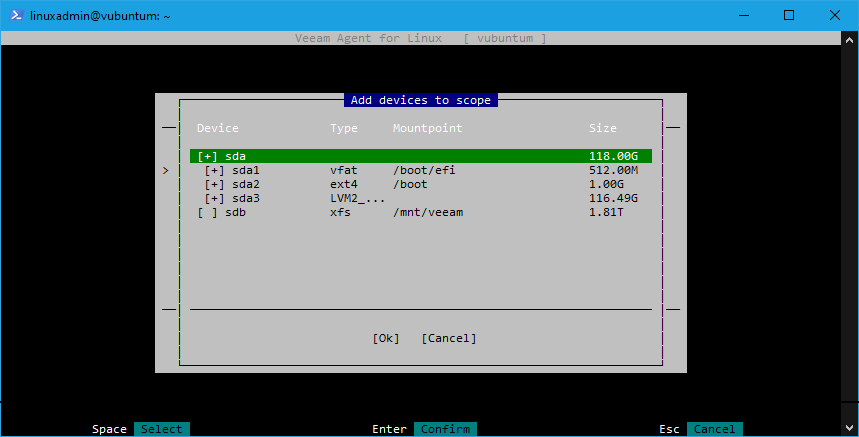 linuxadmin@vubuntum: ~
Veeam Agent for Linux [ vubuntum ]
Add devices to scope
Device Type Mountpoint Size
[+] sda 118.00G
> [+] sda1 vfat /boot/efi 512.00M
[+] sda2 ext4 /boot 1.00G
[+] sda3 LVM2_... 116.49G
[ ] sdb xfs /mnt/veeam 1.81T
[Ok] [Cancel]
Space Select Enter Confirm Esc Cancel